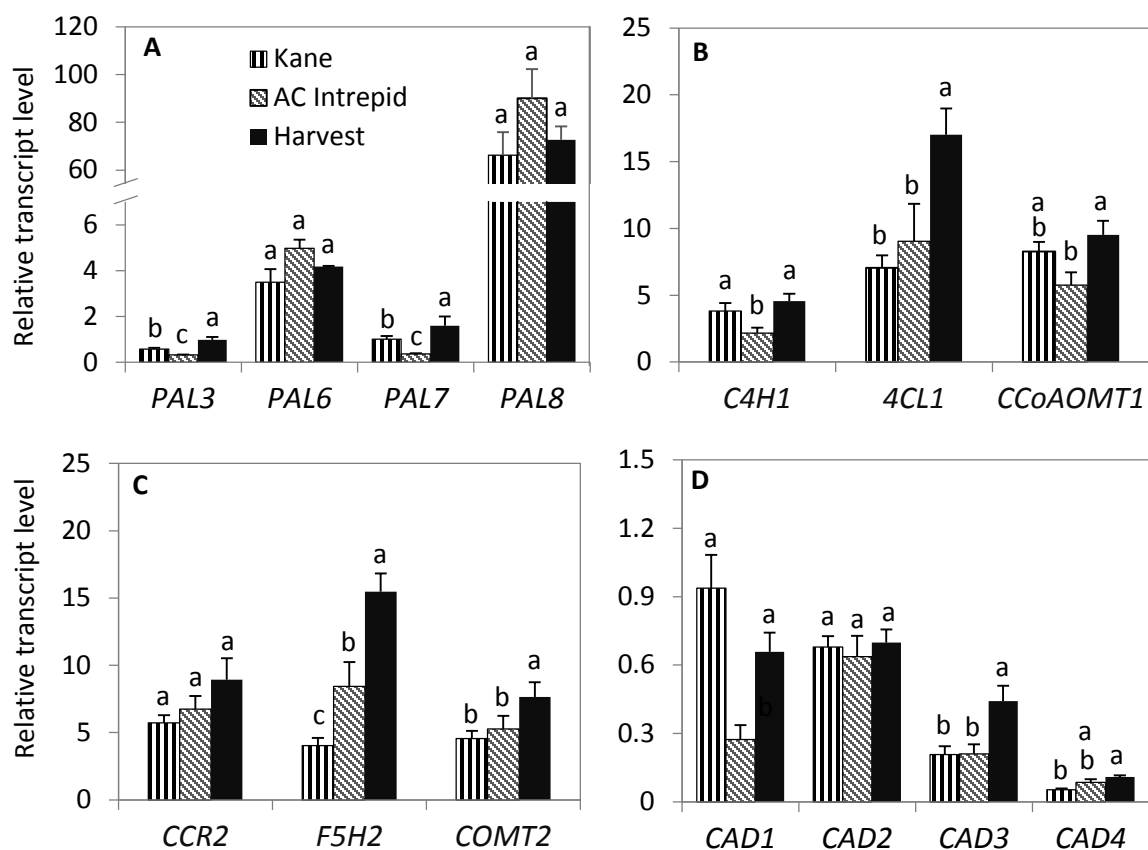 Relative transcript level
120
100
80
60
6
4
2
0
A
Kane
AC Intrepid
Harvest
b c a
a a a
b c a
a a a
PAL3 PAL6 PAL7 PAL8
25
20
15
10
5
0
B
a b a
b b a
a
b b a
C4H1 4CL1 CCoAOMT1
Relative transcript level
25
20
15
10
5
0
C
a a a
c b a
b b a
CCR2 F5H2 COMT2
1.5
1.2
0.9
0.6
0.3
0
D
a b a
a a a
b b a
a
b b a
CAD1 CAD2 CAD3 CAD4